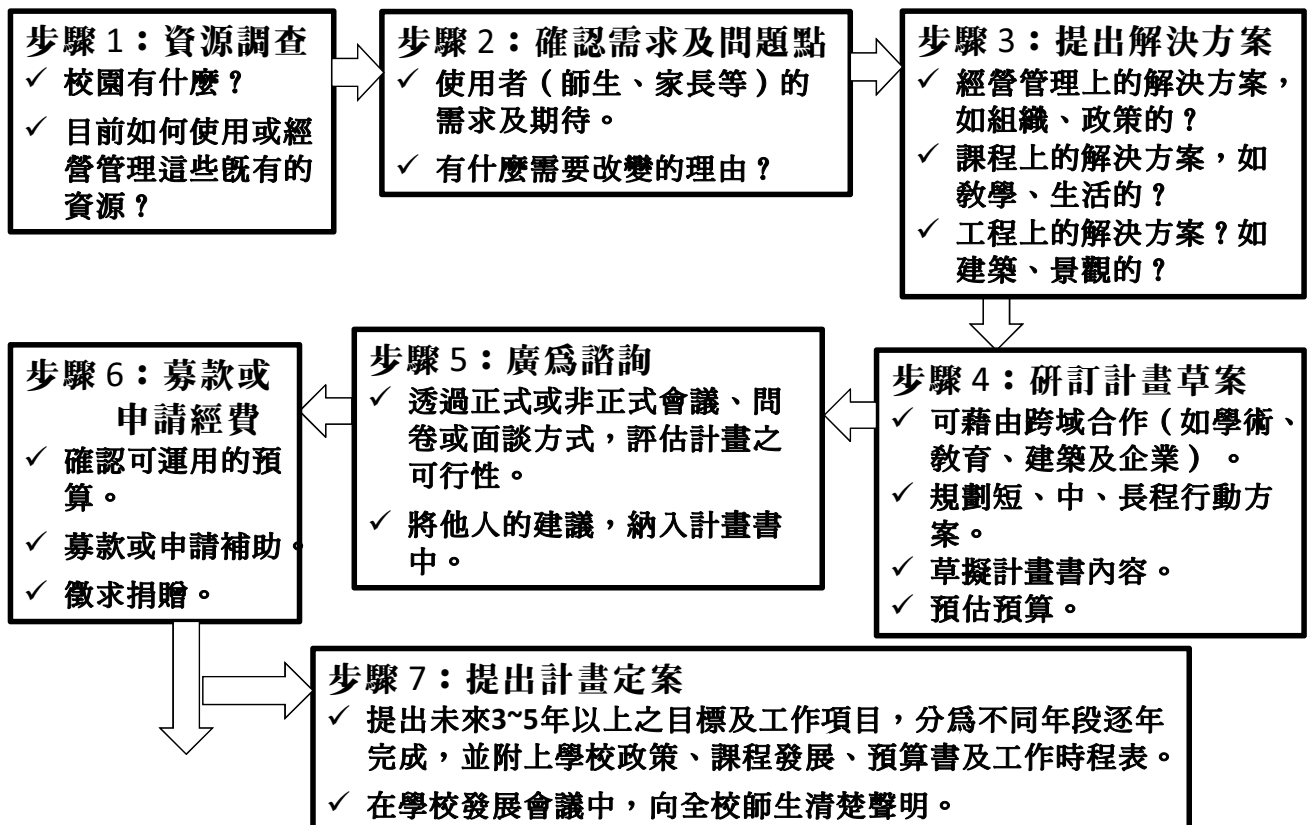 步驟 1：資源調查
✓ 校園有什麼？
✓ 目前如何使用或經
營管理這些既有的
資源？
步驟 2：確認需求及問題點
✓ 使用者（師生、家長等）的
需求及期待。
✓ 有什麼需要改變的理由？
步驟 3：提出解決方案
✓ 經營管理上的解決方案，
如組織、政策的？
✓ 課程上的解決方案，如
教學、生活的？
✓ 工程上的解決方案？如
建築、景觀的？
步驟 4：研訂計畫草案
✓ 可藉由跨域合作（如學術、
教育、建築及企業）。
✓ 規劃短、中、長程行動方
案。
✓ 草擬計畫書內容。
✓ 預估預算。
步驟 5：廣為諮詢
✓ 透過正式或非正式會議、問
卷或面談方式，評估計畫之
可行性。
✓ 將他人的建議，納入計畫書
中。
步驟 6：募款或
申請經費
✓ 確認可運用的預
算。
✓ 募款或申請補助。
✓ 徵求捐贈。
步驟 7：提出計畫定案
✓ 提出未來3~5年以上之目標及工作項目，分為不同年段逐年
完成，並附上學校政策、課程發展、預算書及工作時程表。
✓ 在學校發展會議中，向全校師生清楚聲明。